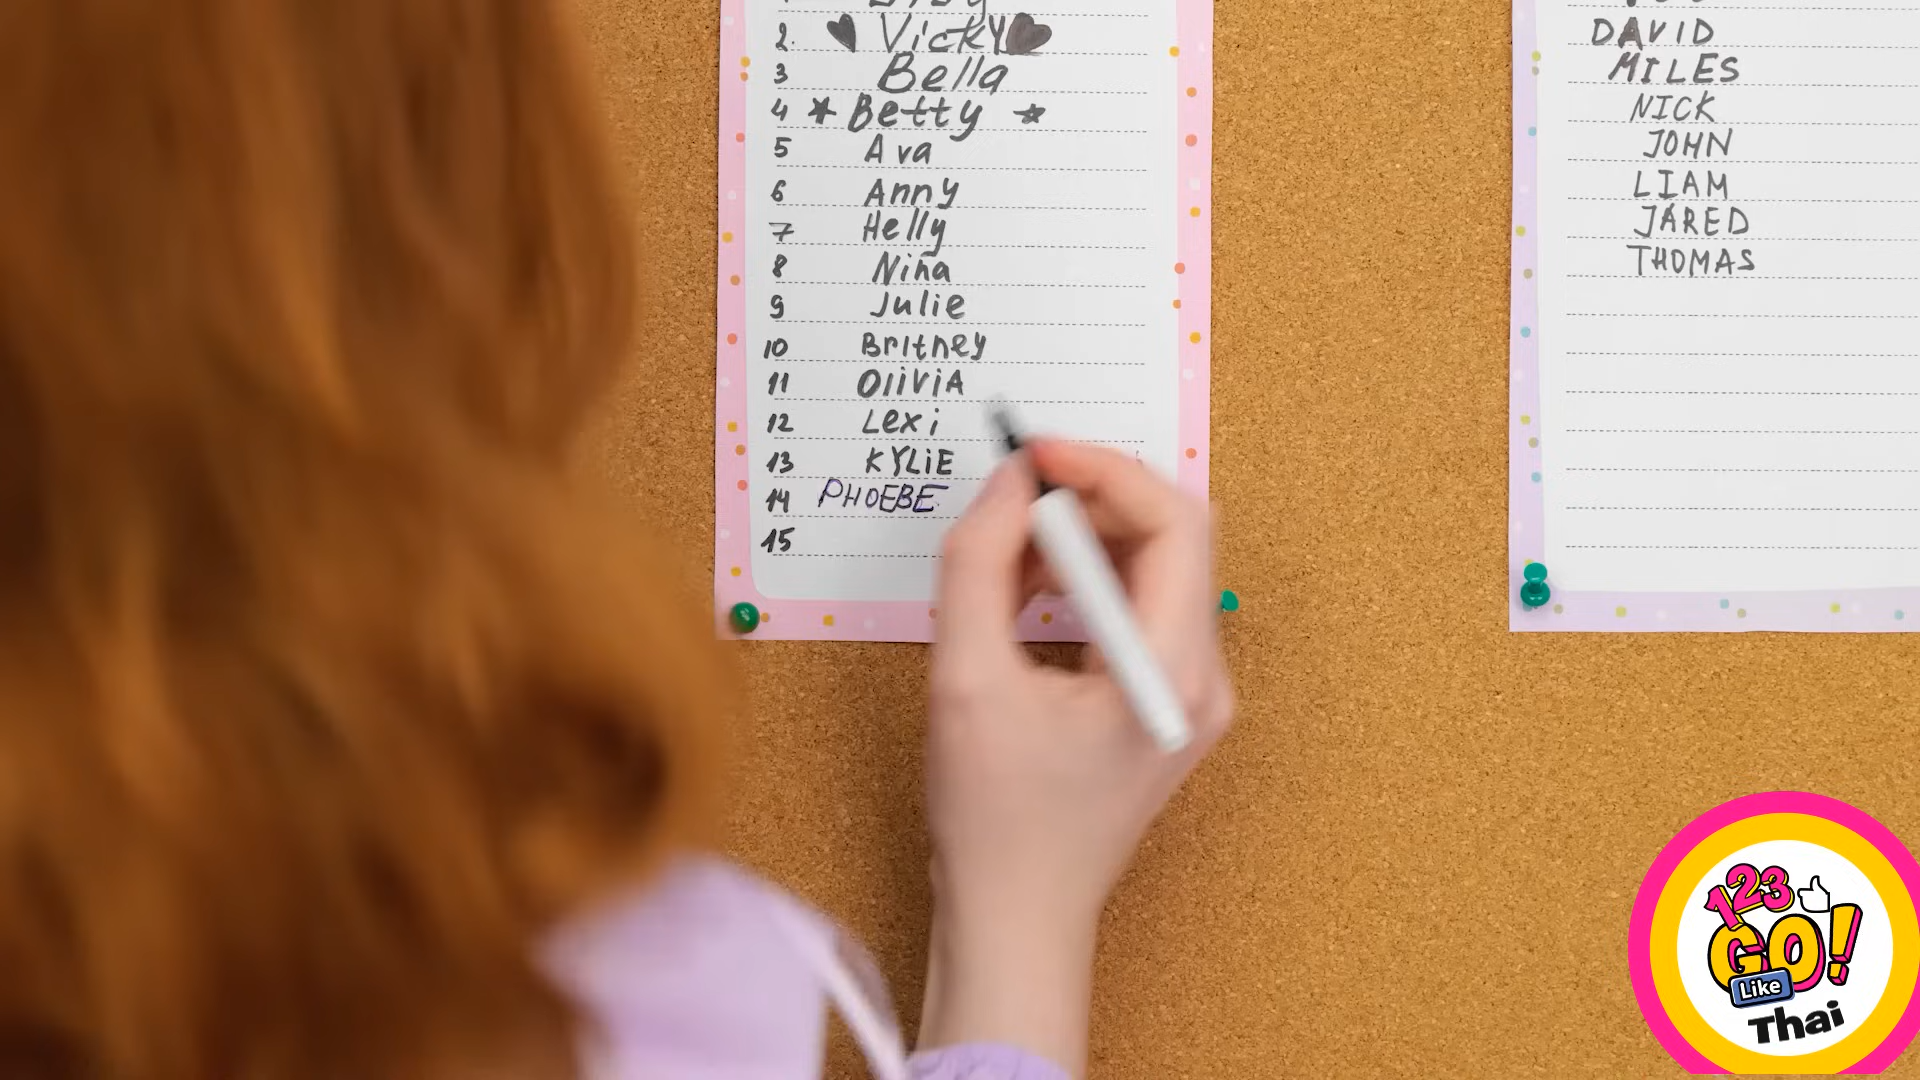 2. Vicky
3 Bella
4 * Betty *
5 Ava
6 Anny
7 Helly
8 Nina
9 Julie
10 Britney
11 OliviA
12 Lexi
13 KYLiE
14 PHOEBE
15
DAVID
MILES
NICK
JOHN
LIAM
JARED
THOMAS
123
GO!
Like
Thai